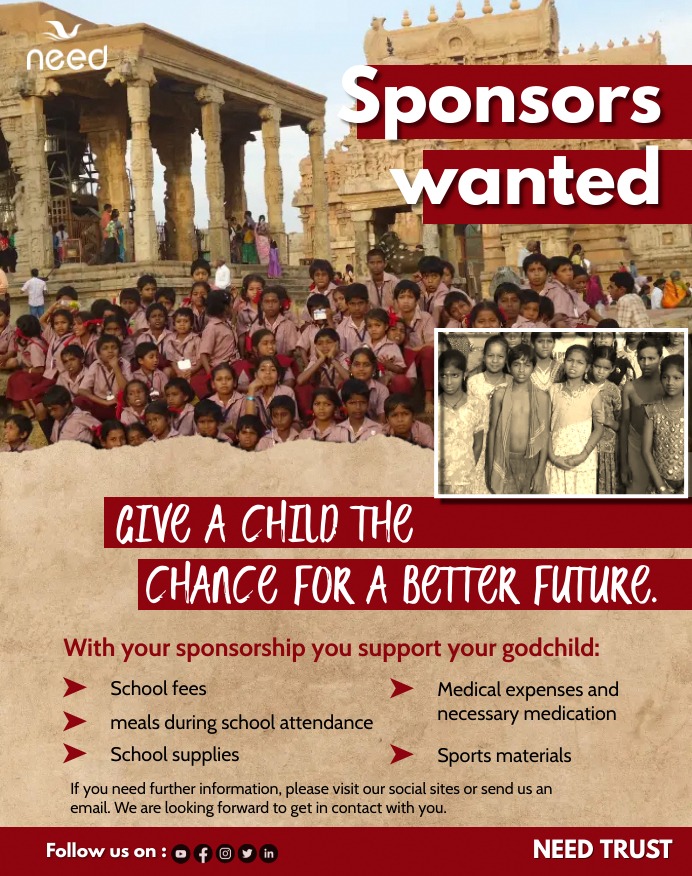 need
Sponsors
wanted
GIVE A CHILD THE
CHANCE FOR A BETTER FUTURE.
With your sponsorship you support your godchild:
School fees
meals during school attendance
School supplies
Medical expenses and
necessary medication
Sports materials
If you need further information, please visit our social sites or send us an
email. We are looking forward to get in contact with you.
Follow us on :
NEED TRUST